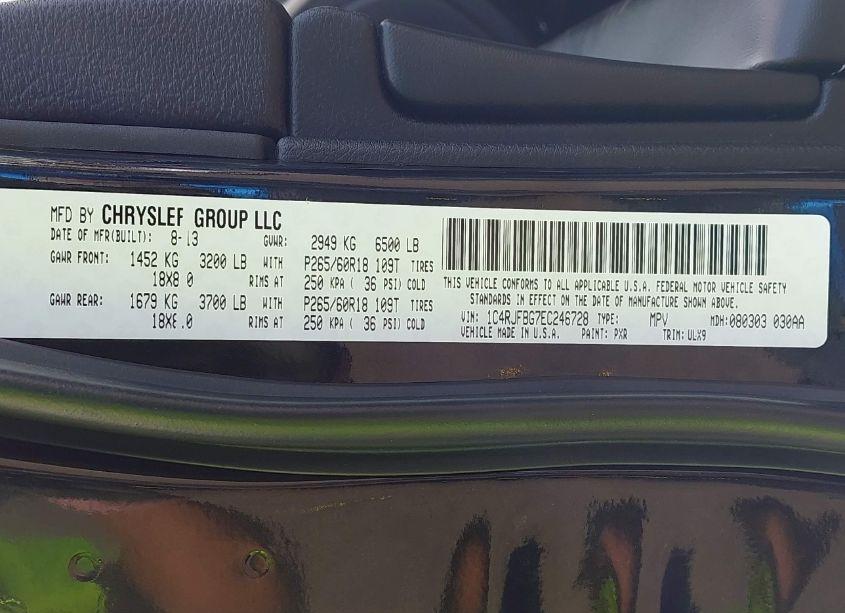 MFD BY CHRYSLER GROUP LLC
DATE OF MFR(BUILT): 8-13 GVWR: 2949 KG 6500 LB
GAWR FRONT: 1452 KG 3200 LB WITH P265/60R18 109T TIRES
18X8.0 RIMS AT 250 KPA ( 36 PSI) COLD
GAWR REAR: 1679 KG 3700 LB WITH P265/60R18 109T TIRES
18X8.0 RIMS AT 250 KPA ( 36 PSI) COLD
THIS VEHICLE CONFORMS TO ALL APPLICABLE U.S.A. FEDERAL MOTOR VEHICLE SAFETY
STANDARDS IN EFFECT ON THE DATE OF MANUFACTURE SHOWN ABOVE.
VIN: 1C4RJFBG7EC246728 TYPE: MPV MDH: 080303 030AA
VEHICLE MADE IN U.S.A. PAINT: PXR TRIM: ULX9